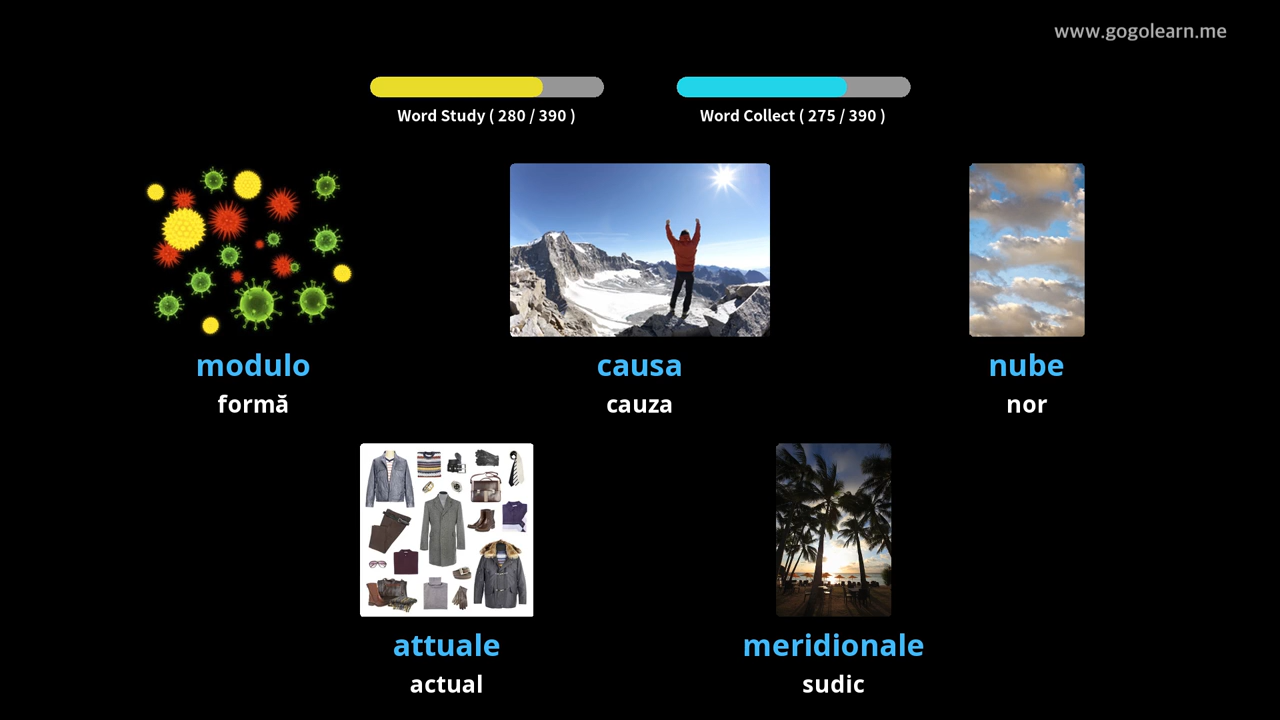 www.gogolearn.me
Word Study ( 280 / 390 )
Word Collect ( 275 / 390 )
modulo
formă
causa
cauza
nube
nor
attuale
actual
meridionale
sudic